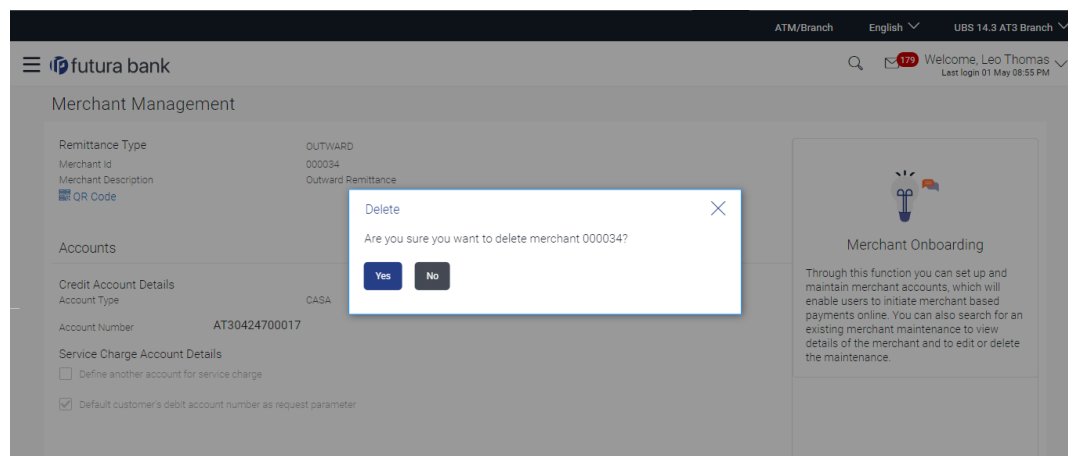 ATM/Branch English UBS 14.3 AT3 Branch
futura bank
179 Welcome, Leo Thomas
Last login 01 May 08:55 PM
Merchant Management
Remittance Type OUTWARD
Merchant Id 000034
Merchant Description Outward Remittance
QR Code
Delete
Are you sure you want to delete merchant 000034?
Yes No
Accounts
Credit Account Details
Account Type CASA
Account Number AT30424700017
Service Charge Account Details
Define another account for service charge
Default customer's debit account number as request parameter
Merchant Onboarding
Through this function you can set up and
maintain merchant accounts, which will
enable users to initiate merchant based
payments online. You can also search for an
existing merchant maintenance to view
details of the merchant and to edit or delete
the maintenance.